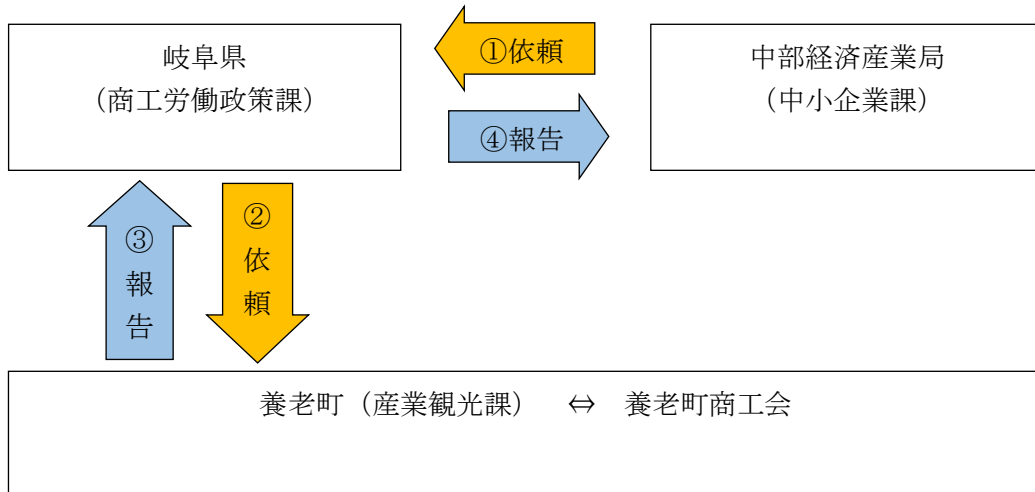 岐阜県
（商工労働政策課）
①依頼
④報告
中部経済産業局
（中小企業課）
③報告
②依頼
養老町（産業観光課）　⇔　養老町商工会